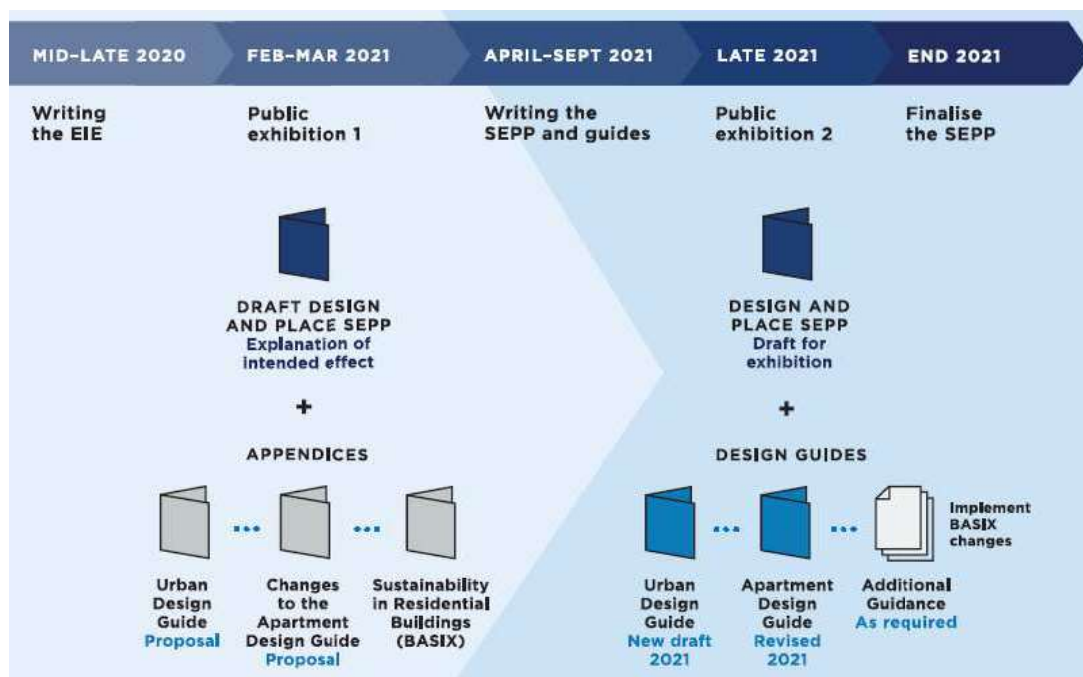 MID–LATE 2020
FEB–MAR 2021
APRIL–SEPT 2021
LATE 2021
END 2021
Writing
the EIE
Public
exhibition 1
Writing the
SEPP and guides
Public
exhibition 2
Finalise
the SEPP
DRAFT DESIGN
AND PLACE SEPP
Explanation of
intended effect
+
APPENDICES
Urban
Design
Guide
Proposal
Changes
to the
Apartment
Design Guide
Proposal
Sustainability
in Residential
Buildings
(BASIX)
DESIGN AND
PLACE SEPP
Draft for
exhibition
+
DESIGN GUIDES
Urban
Design
Guide
New draft
2021
Apartment
Design
Guide
Revised
2021
Implement
BASIX
changes
Additional
Guidance
As required